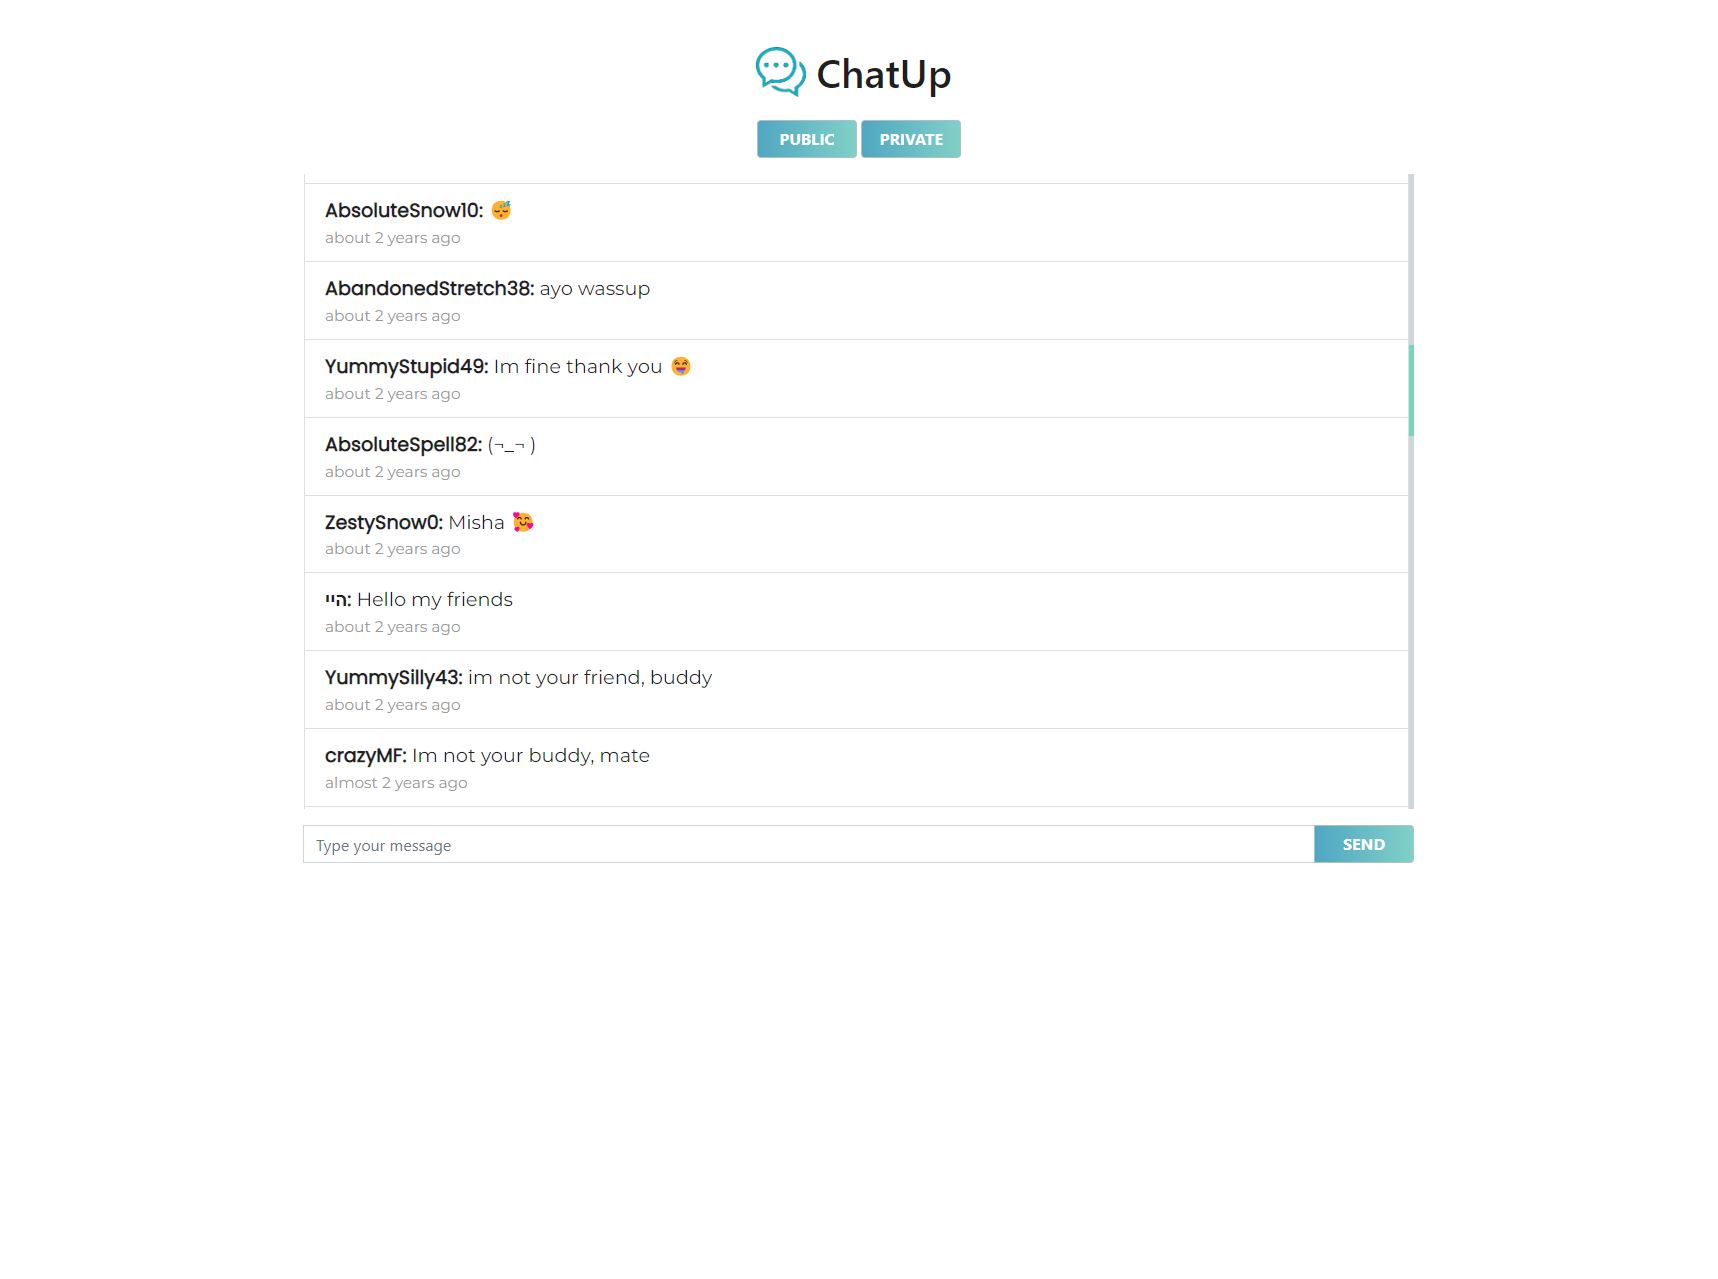 ChatUp
PUBLIC PRIVATE
AbsoluteSnow10: 😴
about 2 years ago
AbandonedStretch38: ayo wassup
about 2 years ago
YummyStupid49: Im fine thank you 😝
about 2 years ago
AbsoluteSpell82: (¬_¬ )
about 2 years ago
ZestySnow0: Misha 🥰
about 2 years ago
היי: Hello my friends
about 2 years ago
YummySilly43: im not your friend, buddy
about 2 years ago
crazyMF: Im not your buddy, mate
almost 2 years ago
Type your message SEND